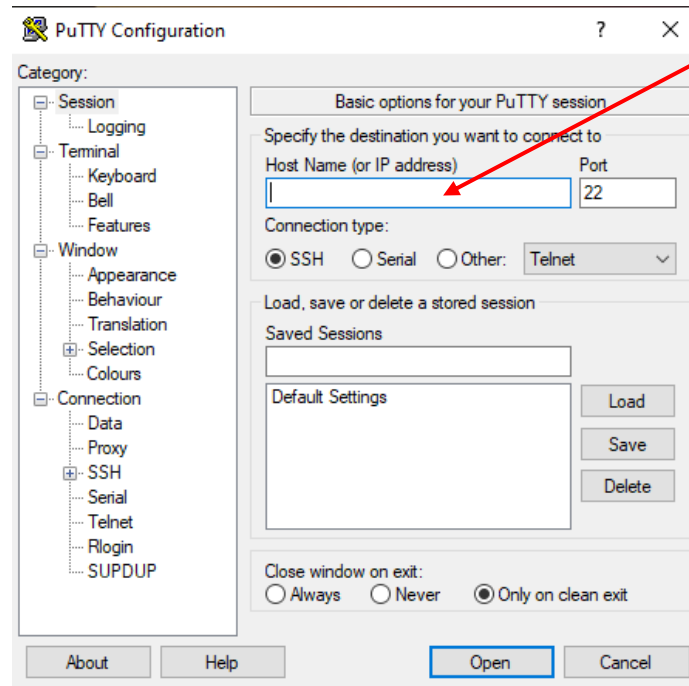 PuTTY Configuration ?
Category:
Session
Logging
Terminal
Keyboard
Bell
Features
Window
Appearance
Behaviour
Translation
Selection
Colours
Connection
Data
Proxy
SSH
Serial
Telnet
Rlogin
SUPDUP
Basic options for your PuTTY session
Specify the destination you want to connect to
Host Name (or IP address) Port
22
Connection type:
SSH Serial Other: Telnet
Load, save or delete a stored session
Saved Sessions
Default Settings
Load
Save
Delete
Close window on exit:
Always Never Only on clean exit
About Help Open Cancel